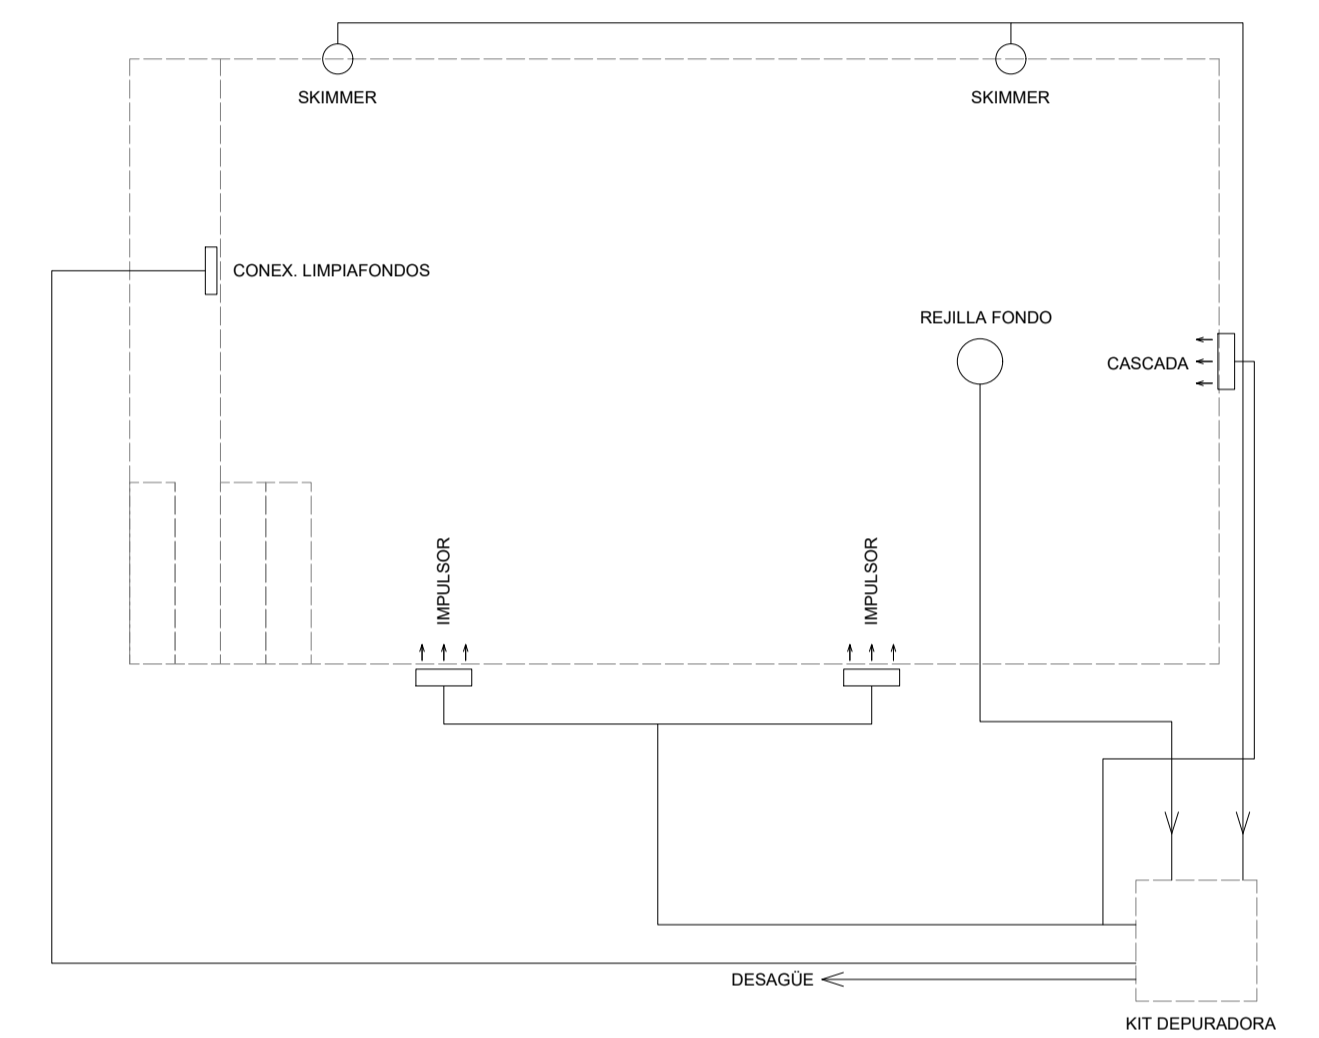 SKIMMER
SKIMMER
CONEX. LIMPIAFONDOS
REJILLA FONDO
CASCADA
IMPULSOR
IMPULSOR
DESAGÜE
KIT DEPURADORA